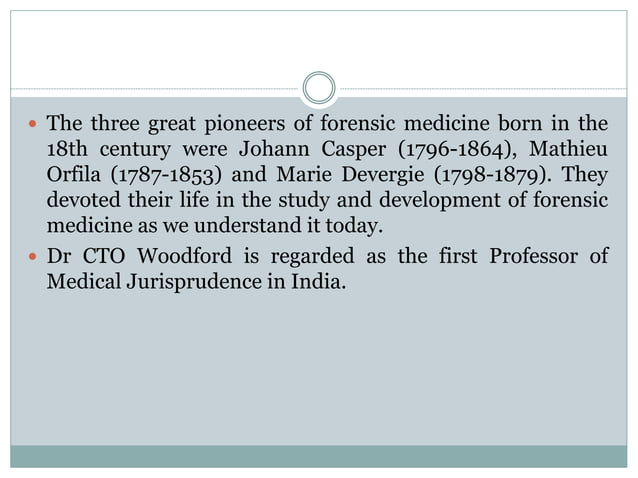 • The three great pioneers of forensic medicine born in the
18th century were Johann Casper (1796-1864), Mathieu
Orfila (1787-1853) and Marie Devergie (1798-1879). They
devoted their life in the study and development of forensic
medicine as we understand it today.
• Dr CTO Woodford is regarded as the first Professor of
Medical Jurisprudence in India.